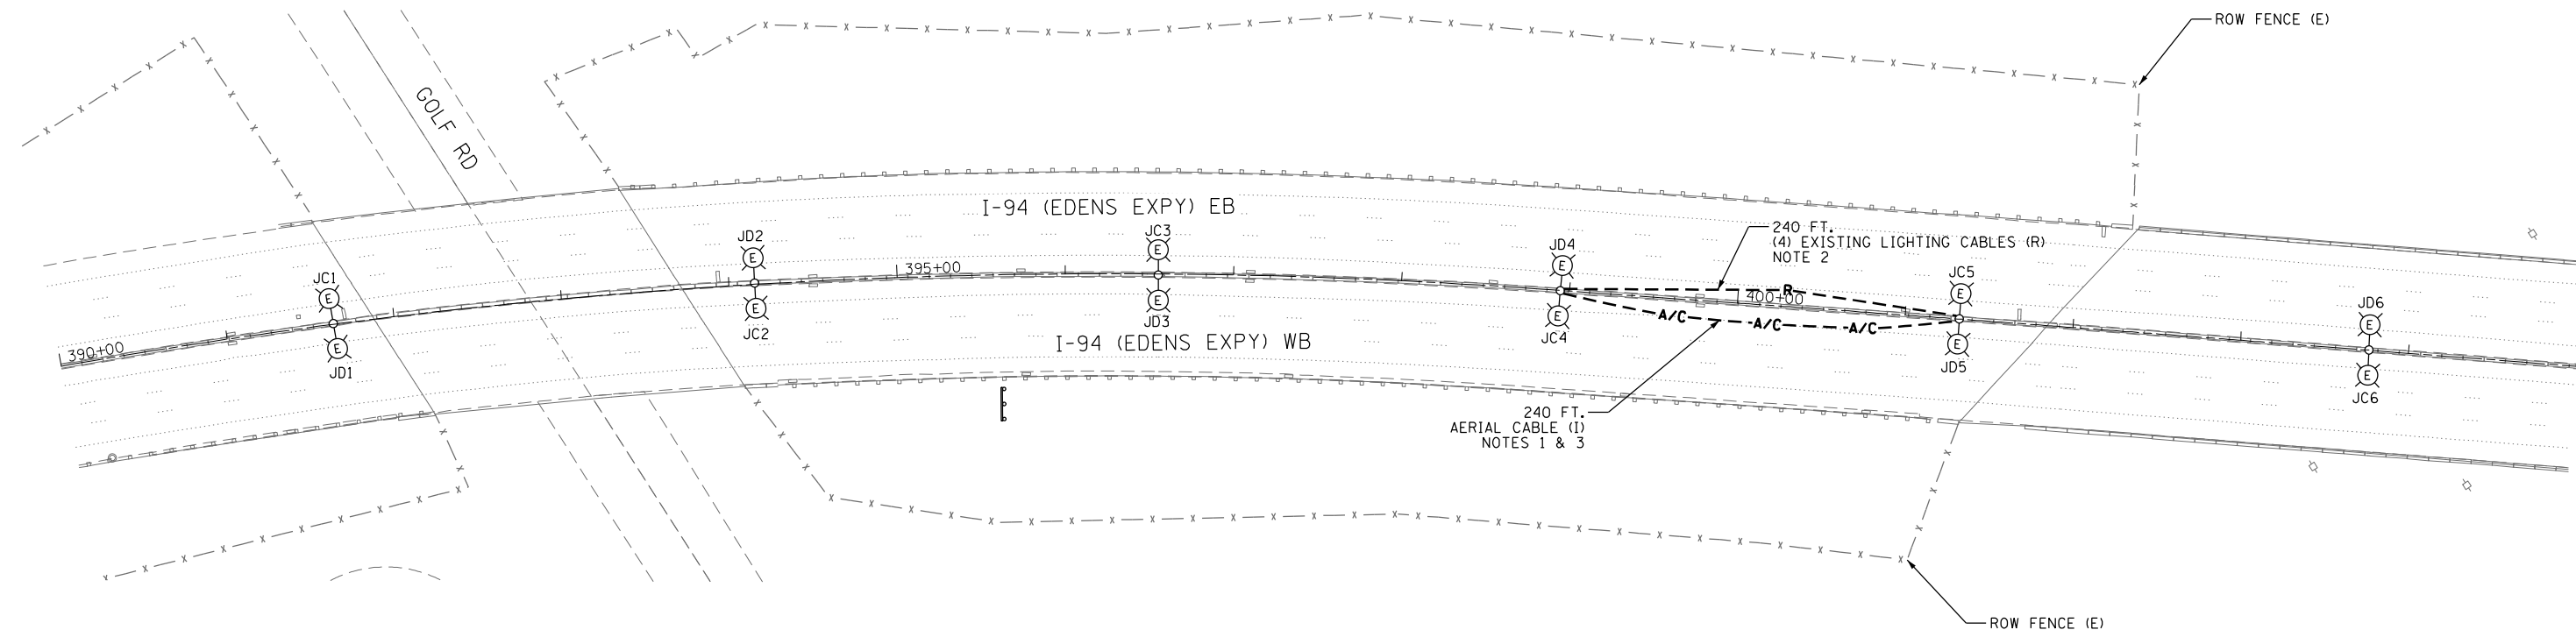 ROW FENCE (E)
GOLF RD
I-94 (EDENS EXPY) EB
240 FT.
(4) EXISTING LIGHTING CABLES (R)
NOTE 2
JC1
E
E
JD1
JD2
E
E
JC2
JC3
E
E
JD3
JD4
E
E
JC4
JC5
E
E
JD5
JD6
E
E
JC6
390+00
395+00
400+00
R
A/C
A/C
A/C
I-94 (EDENS EXPY) WB
240 FT.
AERIAL CABLE (I)
NOTES 1 & 3
ROW FENCE (E)